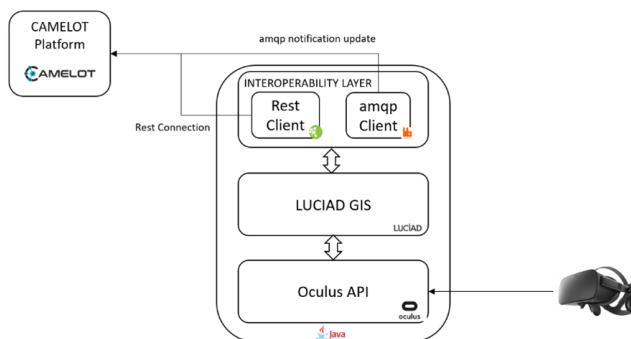 CAMELOT
Platform
CAMELOT
amqp notification update
Rest Connection
INTEROPERABILITY LAYER
Rest
Client
amqp
Client
LUCIAD GIS
LUCIAD
Oculus API
oculus
Java